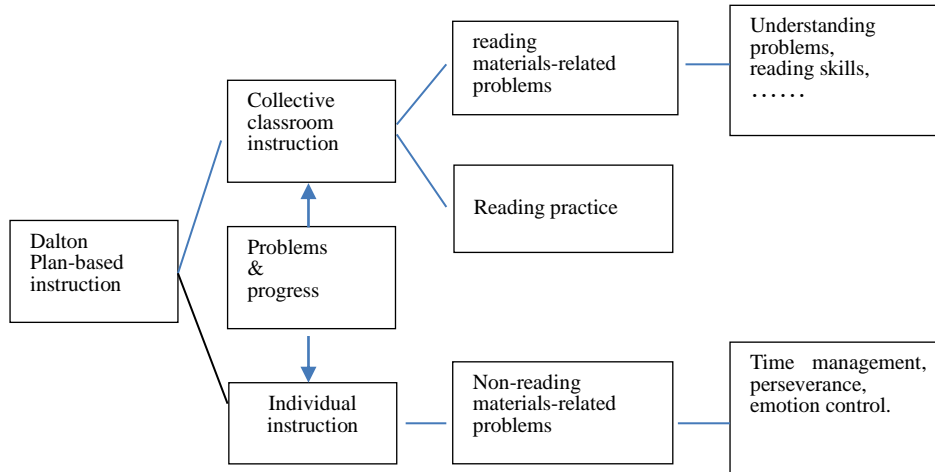 Dalton
Plan-based
instruction
Collective
classroom
instruction
Problems
&
progress
Individual
instruction
reading
materials-related
problems
Reading practice
Non-reading
materials-related
problems
Understanding
problems,
reading skills,
……
Time management,
perseverance,
emotion control.